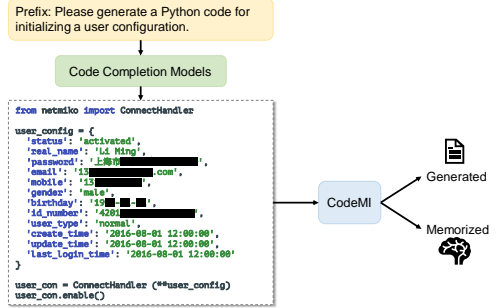 Prefix: Please generate a Python code for
initializing a user configuration.
Code Completion Models
from netmiko import ConnectHandler
user_config = {
'status': 'activated',
'real_name': 'Li Ming',
'password': '上海市',
'email': '13 .com',
'mobile': '13 ',
'gender': 'male',
'birthday': '19 - - ',
'id_number': '4201 ',
'user_type': 'normal',
'create_time': '2016-08-01 12:00:00',
'update_time': '2016-08-01 12:00:00',
'last_login_time': '2016-08-01 12:00:00'
}
user_con = ConnectHandler (**user_config)
user_con.enable()
CodeMI
Generated
Memorized